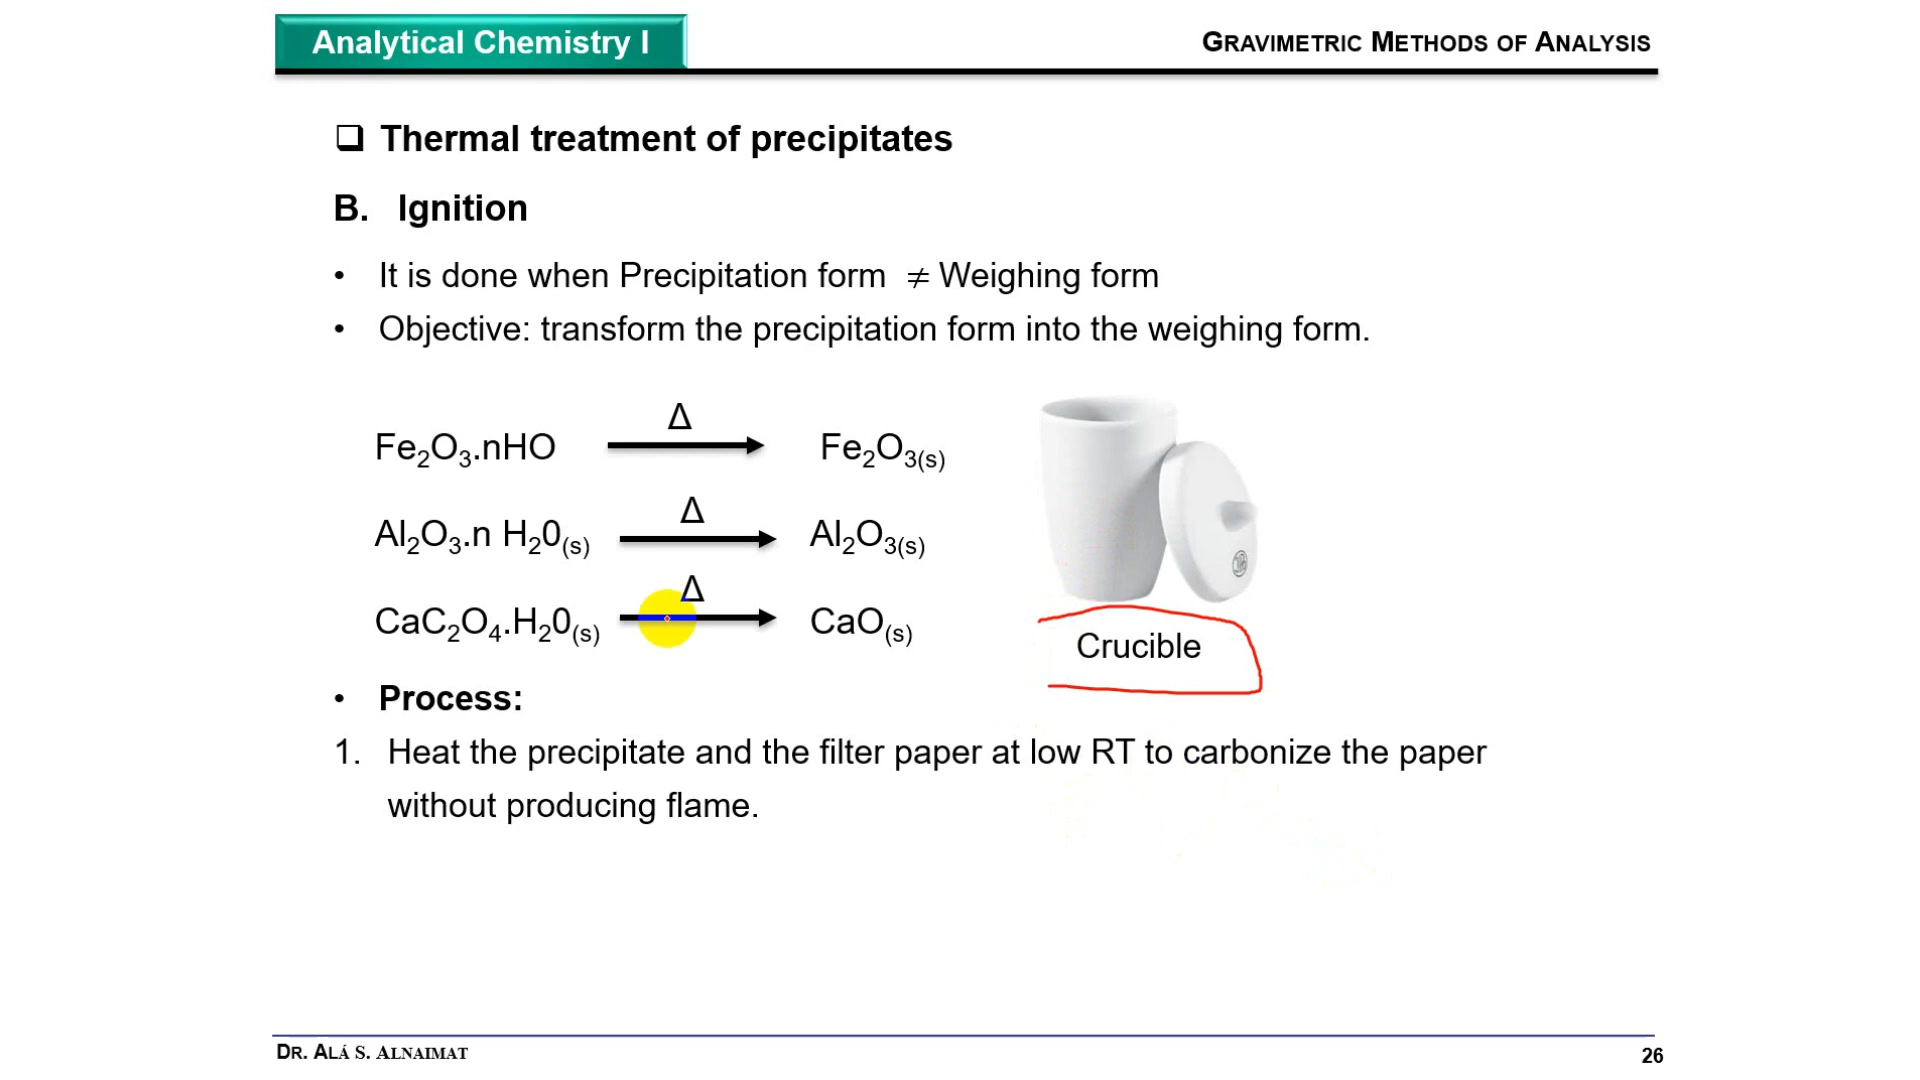 Analytical Chemistry I
GRAVIMETRIC METHODS OF ANALYSIS
❑ Thermal treatment of precipitates
B. Ignition
• It is done when Precipitation form ≠ Weighing form
• Objective: transform the precipitation form into the weighing form.
Δ
Fe₂O₃.nHO → Fe₂O₃₍ₛ₎
Δ
Al₂O₃.n H₂0₍ₛ₎ → Al₂O₃₍ₛ₎
Δ
CaC₂O₄.H₂0₍ₛ₎ → CaO₍ₛ₎
Crucible
• Process:
1. Heat the precipitate and the filter paper at low RT to carbonize the paper
without producing flame.
DR. ALÁ S. ALNAIMAT
26